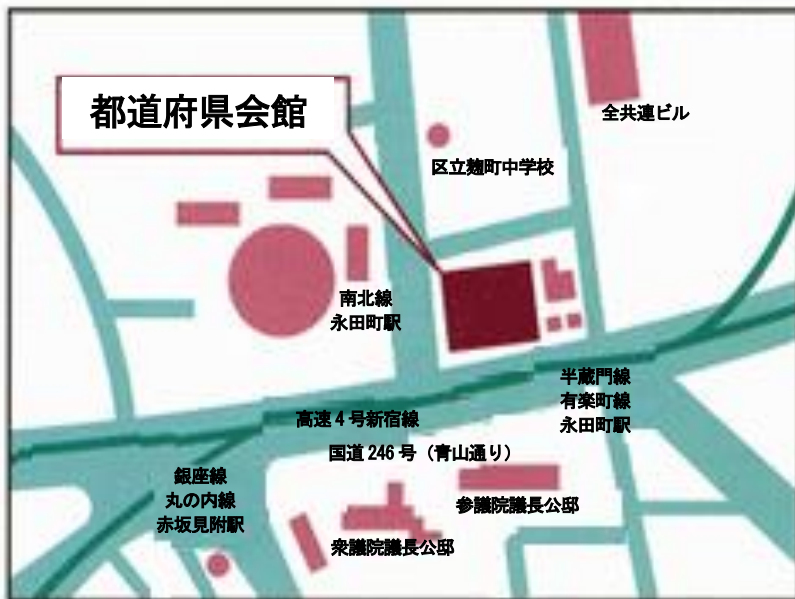 都道府県会館
全共連ビル
区立麹町中学校
南北線
永田町駅
半蔵門線
有楽町線
永田町駅
高速4号新宿線
国道246号（青山通り）
銀座線
丸の内線
赤坂見附駅
参議院議長公邸
衆議院議長公邸